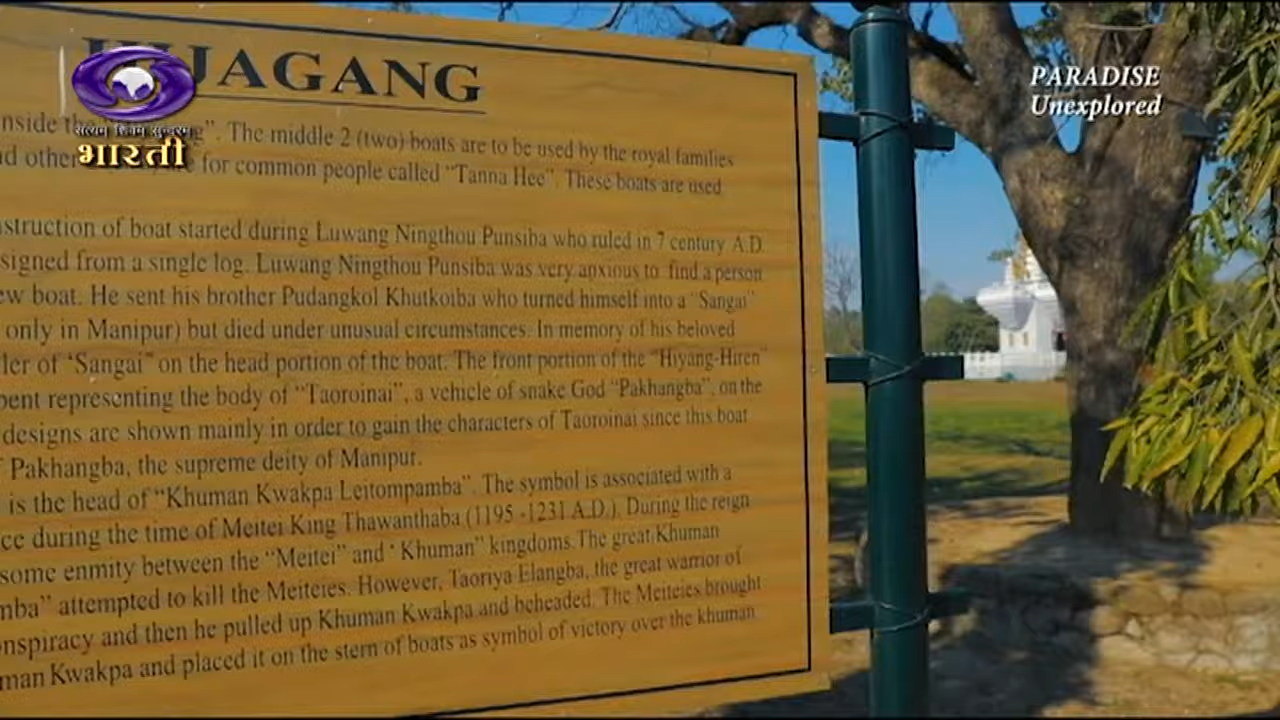 HIJAGANG
सत्यम् शिवम् सुन्दरम्
भारती
PARADISE
Unexplored
nside the g". The middle 2 (two) boats are to be used by the royal families
d other for common people called "Tanna Hee". These boats are used
struction of boat started during Luwang Ningthou Punsiba who ruled in 7 century A.D.
signed from a single log. Luwang Ningthou Punsiba was very anxious to find a person
ew boat. He sent his brother Pudangkol Khutkoiba who turned himself into a "Sangai"
only in Manipur) but died under unusual circumstances. In memory of his beloved
ler of 'Sangai" on the head portion of the boat. The front portion of the "Hiyang-Hiren"
pent representing the body of "Taoroinai", a vehicle of snake God "Pakhangba", on the
designs are shown mainly in order to gain the characters of Taoroinai since this boat
f Pakhangba, the supreme deity of Manipur.
is the head of "Khuman Kwakpa Leitompamba". The symbol is associated with a
ce during the time of Meitei King Thawanthaba (1195 -1231 A.D.). During the reign
some enmity between the "Meitei" and 'Khuman" kingdoms.The great Khuman
mba" attempted to kill the Meiteies. However, Taoriya Elangba, the great warrior of
nspiracy and then he pulled up Khuman Kwakpa and beheaded. The Meiteies brought
man Kwakpa and placed it on the stern of boats as symbol of victory over the khuman.